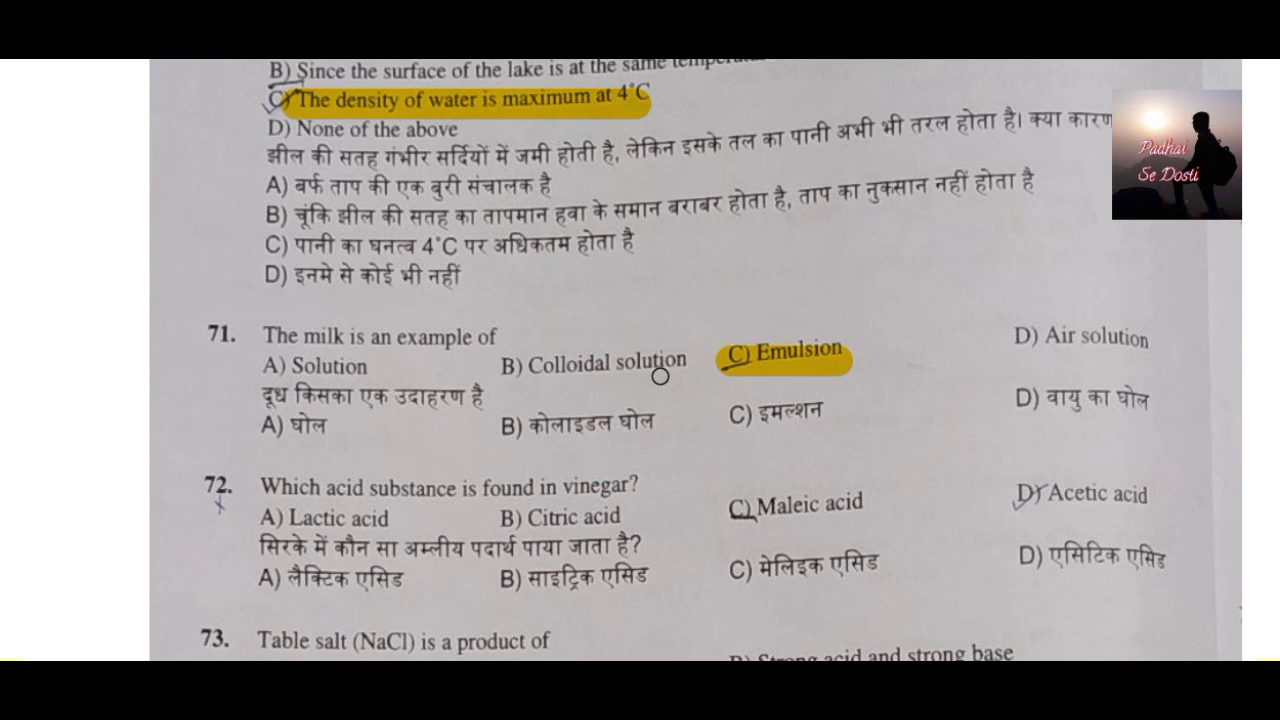 B) Since the surface of the lake is at the same
C) The density of water is maximum at 4°C
D) None of the above
झील की सतह गंभीर सर्दियों में जमी होती है, लेकिन इसके तल का पानी अभी भी तरल होता है। क्या कारण
A) बर्फ ताप की एक बुरी संचालक है
B) चूंकि झील की सतह का तापमान हवा के समान बराबर होता है, ताप का नुकसान नहीं होता है
C) पानी का घनत्व 4°C पर अधिकतम होता है
D) इनमे से कोई भी नहीं
Padhai
Se Dosti
71. The milk is an example of
A) Solution B) Colloidal solution C) Emulsion D) Air solution
दूध किसका एक उदाहरण है
A) घोल B) कोलाइडल घोल C) इमल्शन D) वायु का घोल
72. Which acid substance is found in vinegar?
A) Lactic acid B) Citric acid C) Maleic acid D) Acetic acid
सिरके में कौन सा अम्लीय पदार्थ पाया जाता है?
A) लैक्टिक एसिड B) साइट्रिक एसिड C) मेलिइक एसिड D) एसिटिक एसिड
73. Table salt (NaCl) is a product of
B) Strong acid and strong base